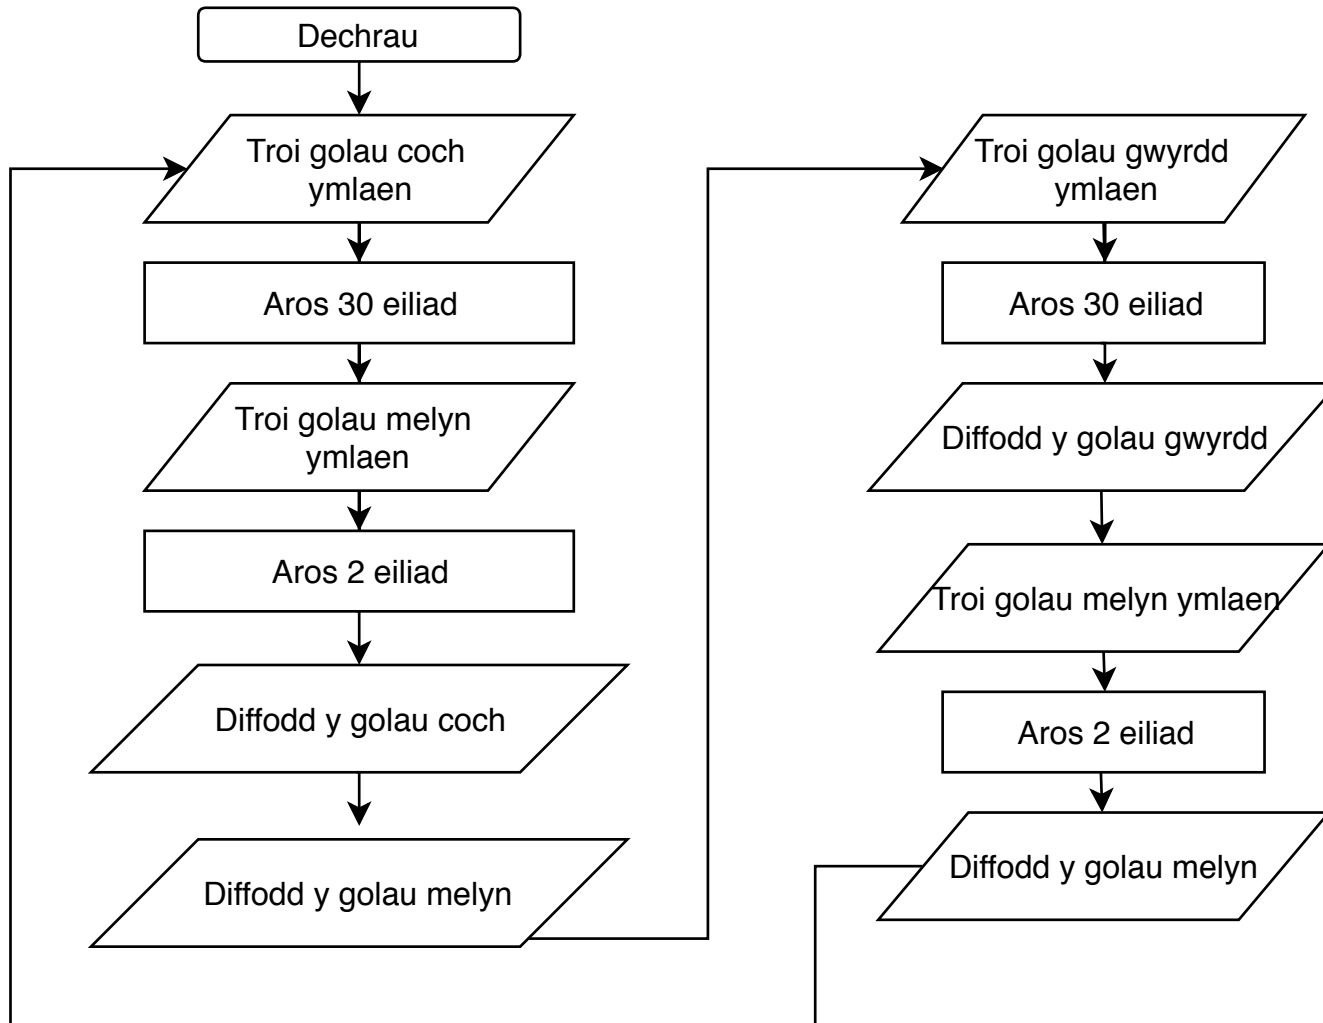 Dechrau
Troi golau coch
ymlaen
Aros 30 eiliad
Troi golau melyn
ymlaen
Aros 2 eiliad
Diffodd y golau coch
Diffodd y golau melyn
Troi golau gwyrdd
ymlaen
Aros 30 eiliad
Diffodd y golau gwyrdd
Troi golau melyn ymlaen
Aros 2 eiliad
Diffodd y golau melyn